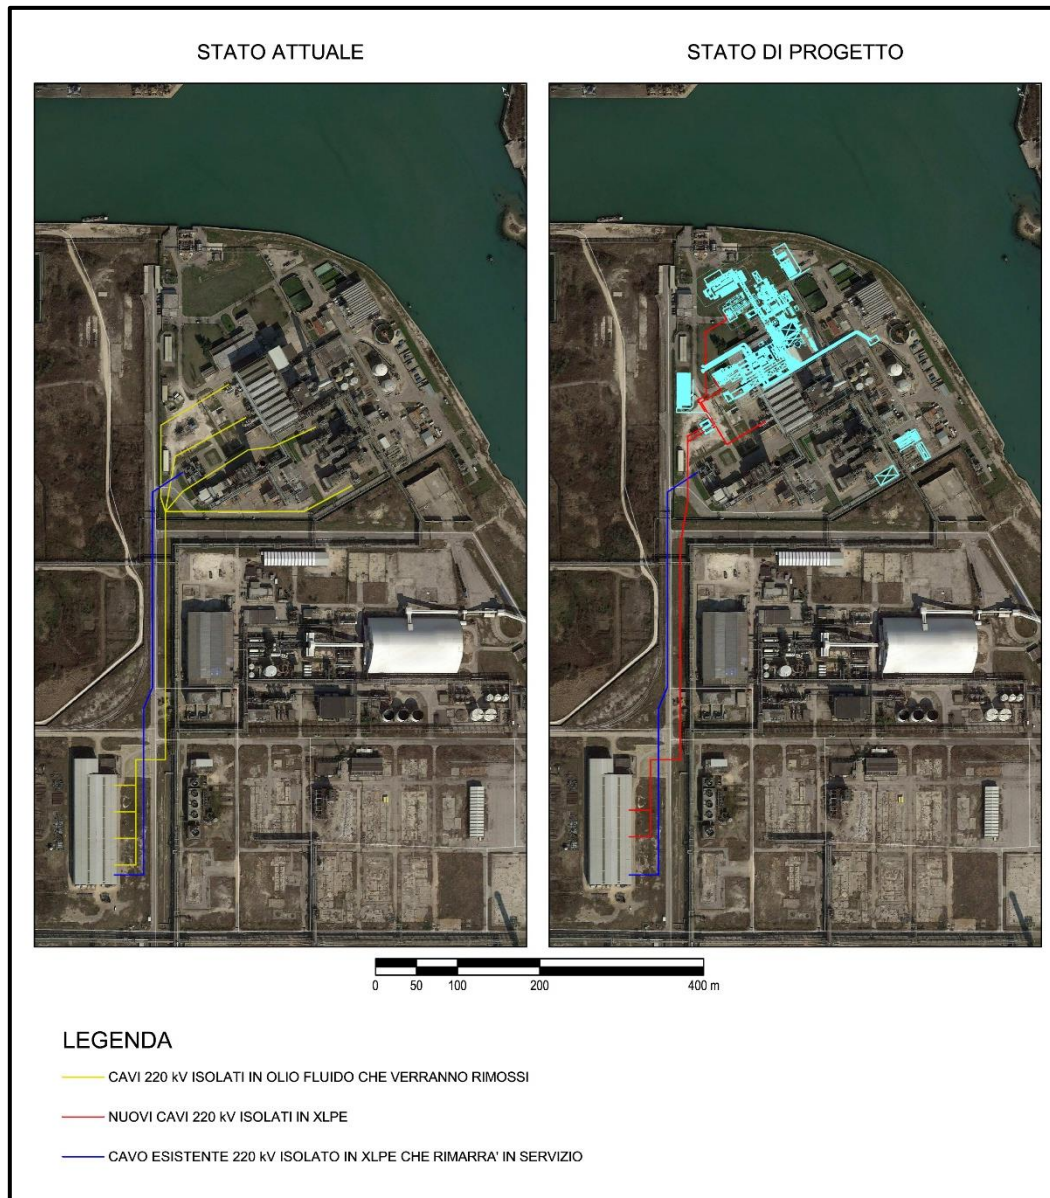 STATO ATTUALE
STATO DI PROGETTO
0 50 100 200 400 m
LEGENDA
CAVI 220 kV ISOLATI IN OLIO FLUIDO CHE VERRANNO RIMOSSI
NUOVI CAVI 220 kV ISOLATI IN XLPE
CAVO ESISTENTE 220 kV ISOLATO IN XLPE CHE RIMARRA' IN SERVIZIO